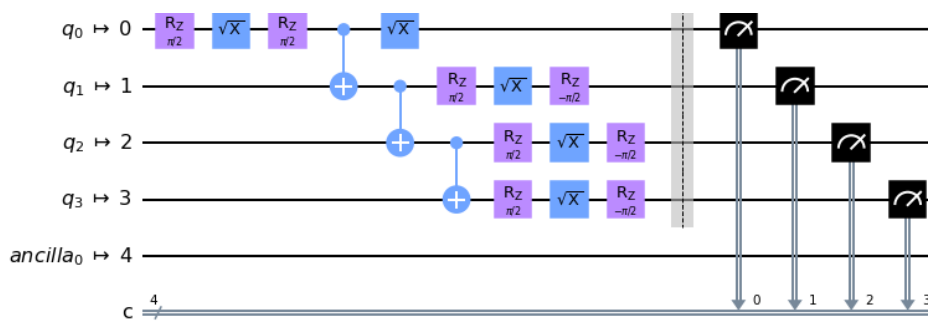 q0 ↦ 0 RZ π/2 √X RZ π/2 √X
q1 ↦ 1 RZ π/2 √X RZ −π/2
q2 ↦ 2 RZ π/2 √X RZ −π/2
q3 ↦ 3 RZ π/2 √X RZ −π/2
ancilla0 ↦ 4
c 4 0 1 2 3